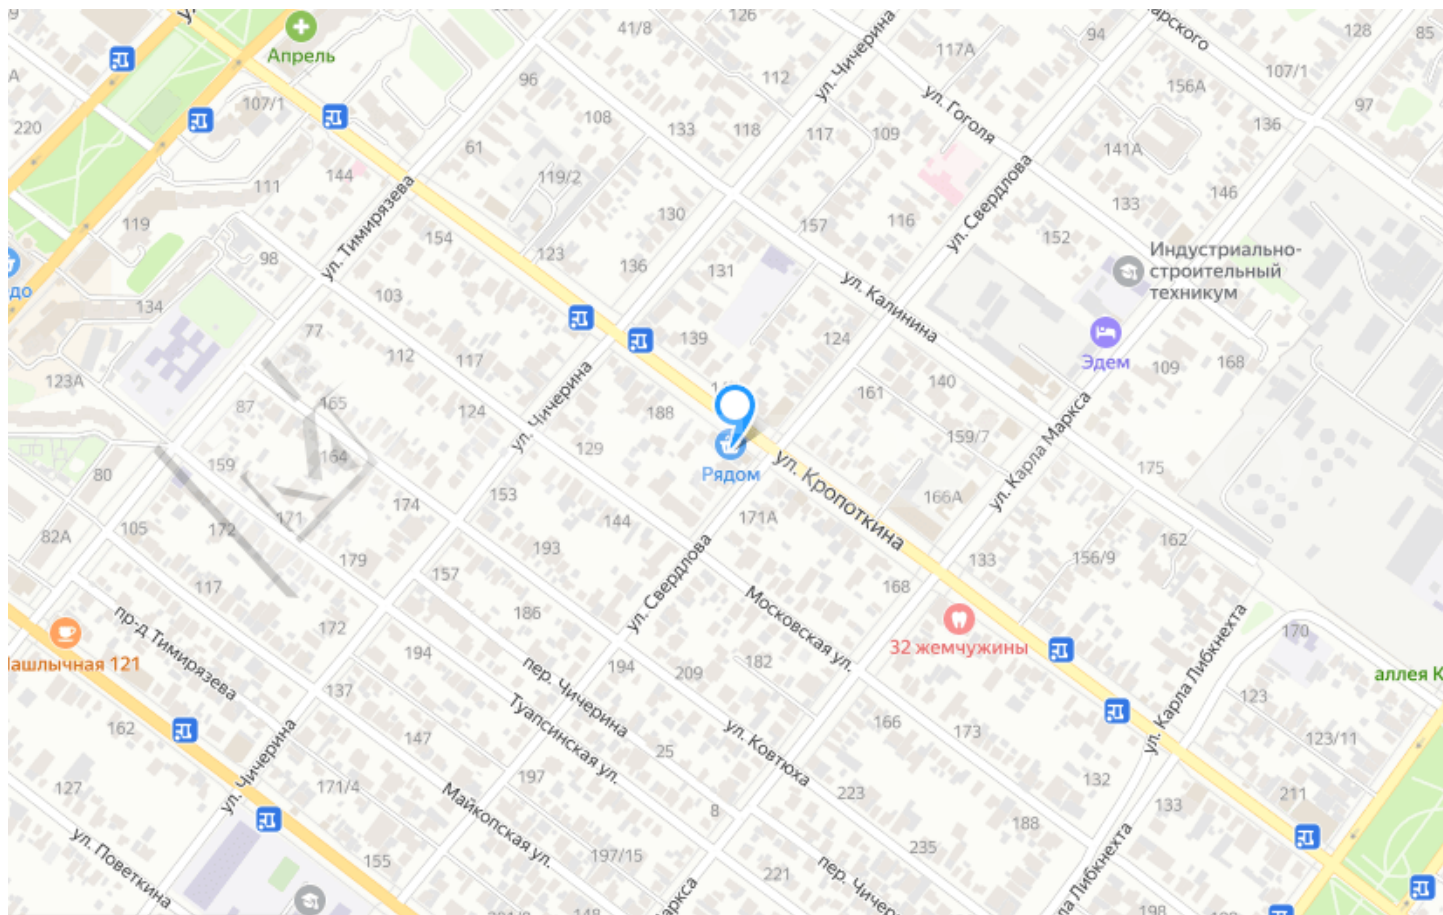 41/8
126
ул. Чичерина
арского
128
85
94
117А
Апрель
96
112
156А
107/1
97
107/1
108
133
118
117
109
ул. Гоголя
136
220
А
61
141А
144
119/2
ул. Свердлова
146
111
ул. Тимирязева
130
116
133
119
154
157
152
Индустриально-
строительный
техникум
98
123
136
131
до
134
103
ул. Калинина
77
139
124
112
117
Эдем
109
168
123А
161
140
87
165
124
ул. Чичерина
188
ул. Карла Маркса
159
164
129
159/7
80
Рядом
175
153
174
166А
171
144
171А
ул. Кропоткина
105
172
82А
193
162
179
133
156/9
117
157
168
ул. Свердлова
186
Московская ул.
172
170
32 жемчужины
Шашлычная 121
пр-д Тимирязева
194
194
209
182
аллея К
пер. Чичерина
ул. Карла Либкнехта
137
Туапсинская ул.
123
162
166
173
147
25
ул. Ковтюха
123/11
ул. Чичерина
197
132
127
171/4
223
133
211
Майкопская ул.
8
188
ул. Поветкина
155
197/15
235
221
пер. Чичер
ла Либкнехта
аркса
198